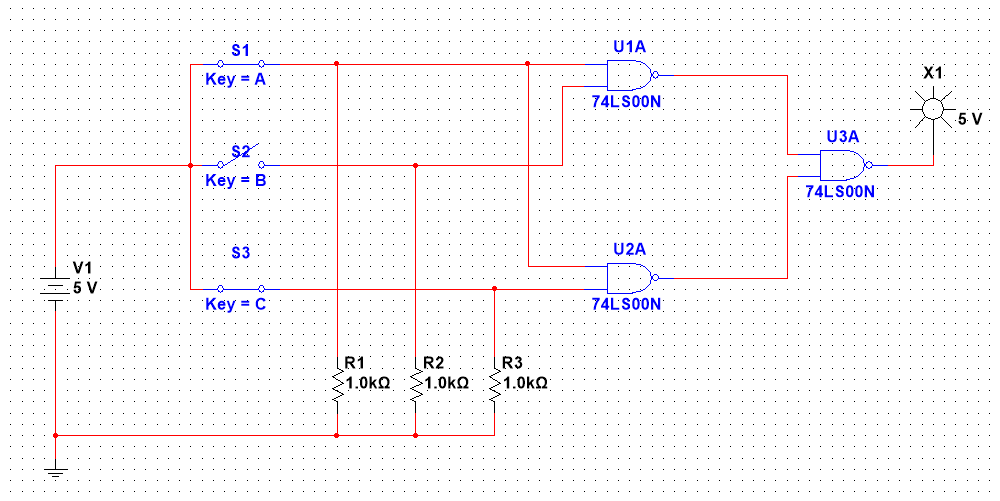 S1
Key = A
S2
Key = B
S3
Key = C
V1
5 V
U1A
74LS00N
U2A
74LS00N
U3A
74LS00N
X1
5 V
R1
1.0kΩ
R2
1.0kΩ
R3
1.0kΩ